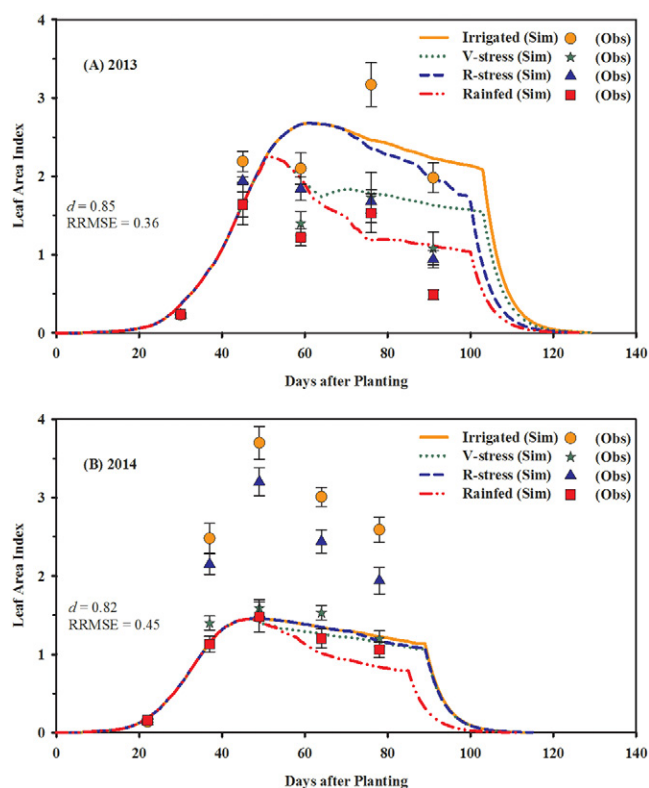 4
(A) 2013
Irrigated (Sim) (Obs)
V-stress (Sim) (Obs)
R-stress (Sim) (Obs)
Rainfed (Sim) (Obs)
3
Leaf Area Index
2
d = 0.85
RRMSE = 0.36
1
0
0 20 40 60 80 100 120 140
Days after Planting
4
(B) 2014
Irrigated (Sim) (Obs)
V-stress (Sim) (Obs)
R-stress (Sim) (Obs)
Rainfed (Sim) (Obs)
3
Leaf Area Index
2
d = 0.82
RRMSE = 0.45
1
0
0 20 40 60 80 100 120 140
Days after Planting